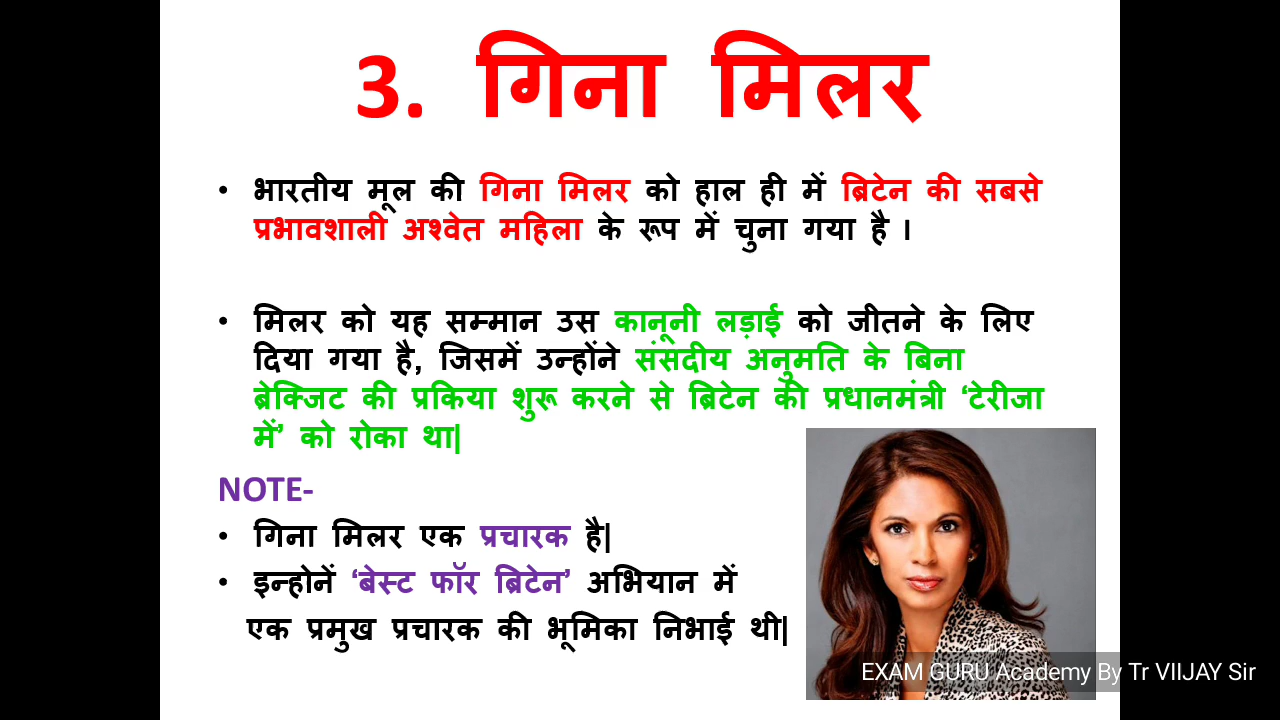 3. गिना मिलर
• भारतीय मूल की गिना मिलर को हाल ही में ब्रिटेन की सबसे
प्रभावशाली अश्वेत महिला के रूप में चुना गया है ।
• मिलर को यह सम्मान उस कानूनी लड़ाई को जीतने के लिए
दिया गया है, जिसमें उन्होंने संसदीय अनुमति के बिना
ब्रेक्जिट की प्रकिया शुरू करने से ब्रिटेन की प्रधानमंत्री ‘टेरीजा
में’ को रोका था|
NOTE-
• गिना मिलर एक प्रचारक है|
• इन्होनें ‘बेस्ट फॉर ब्रिटेन’ अभियान में
एक प्रमुख प्रचारक की भूमिका निभाई थी|
EXAM GURU Academy By Tr VIIJAY Sir